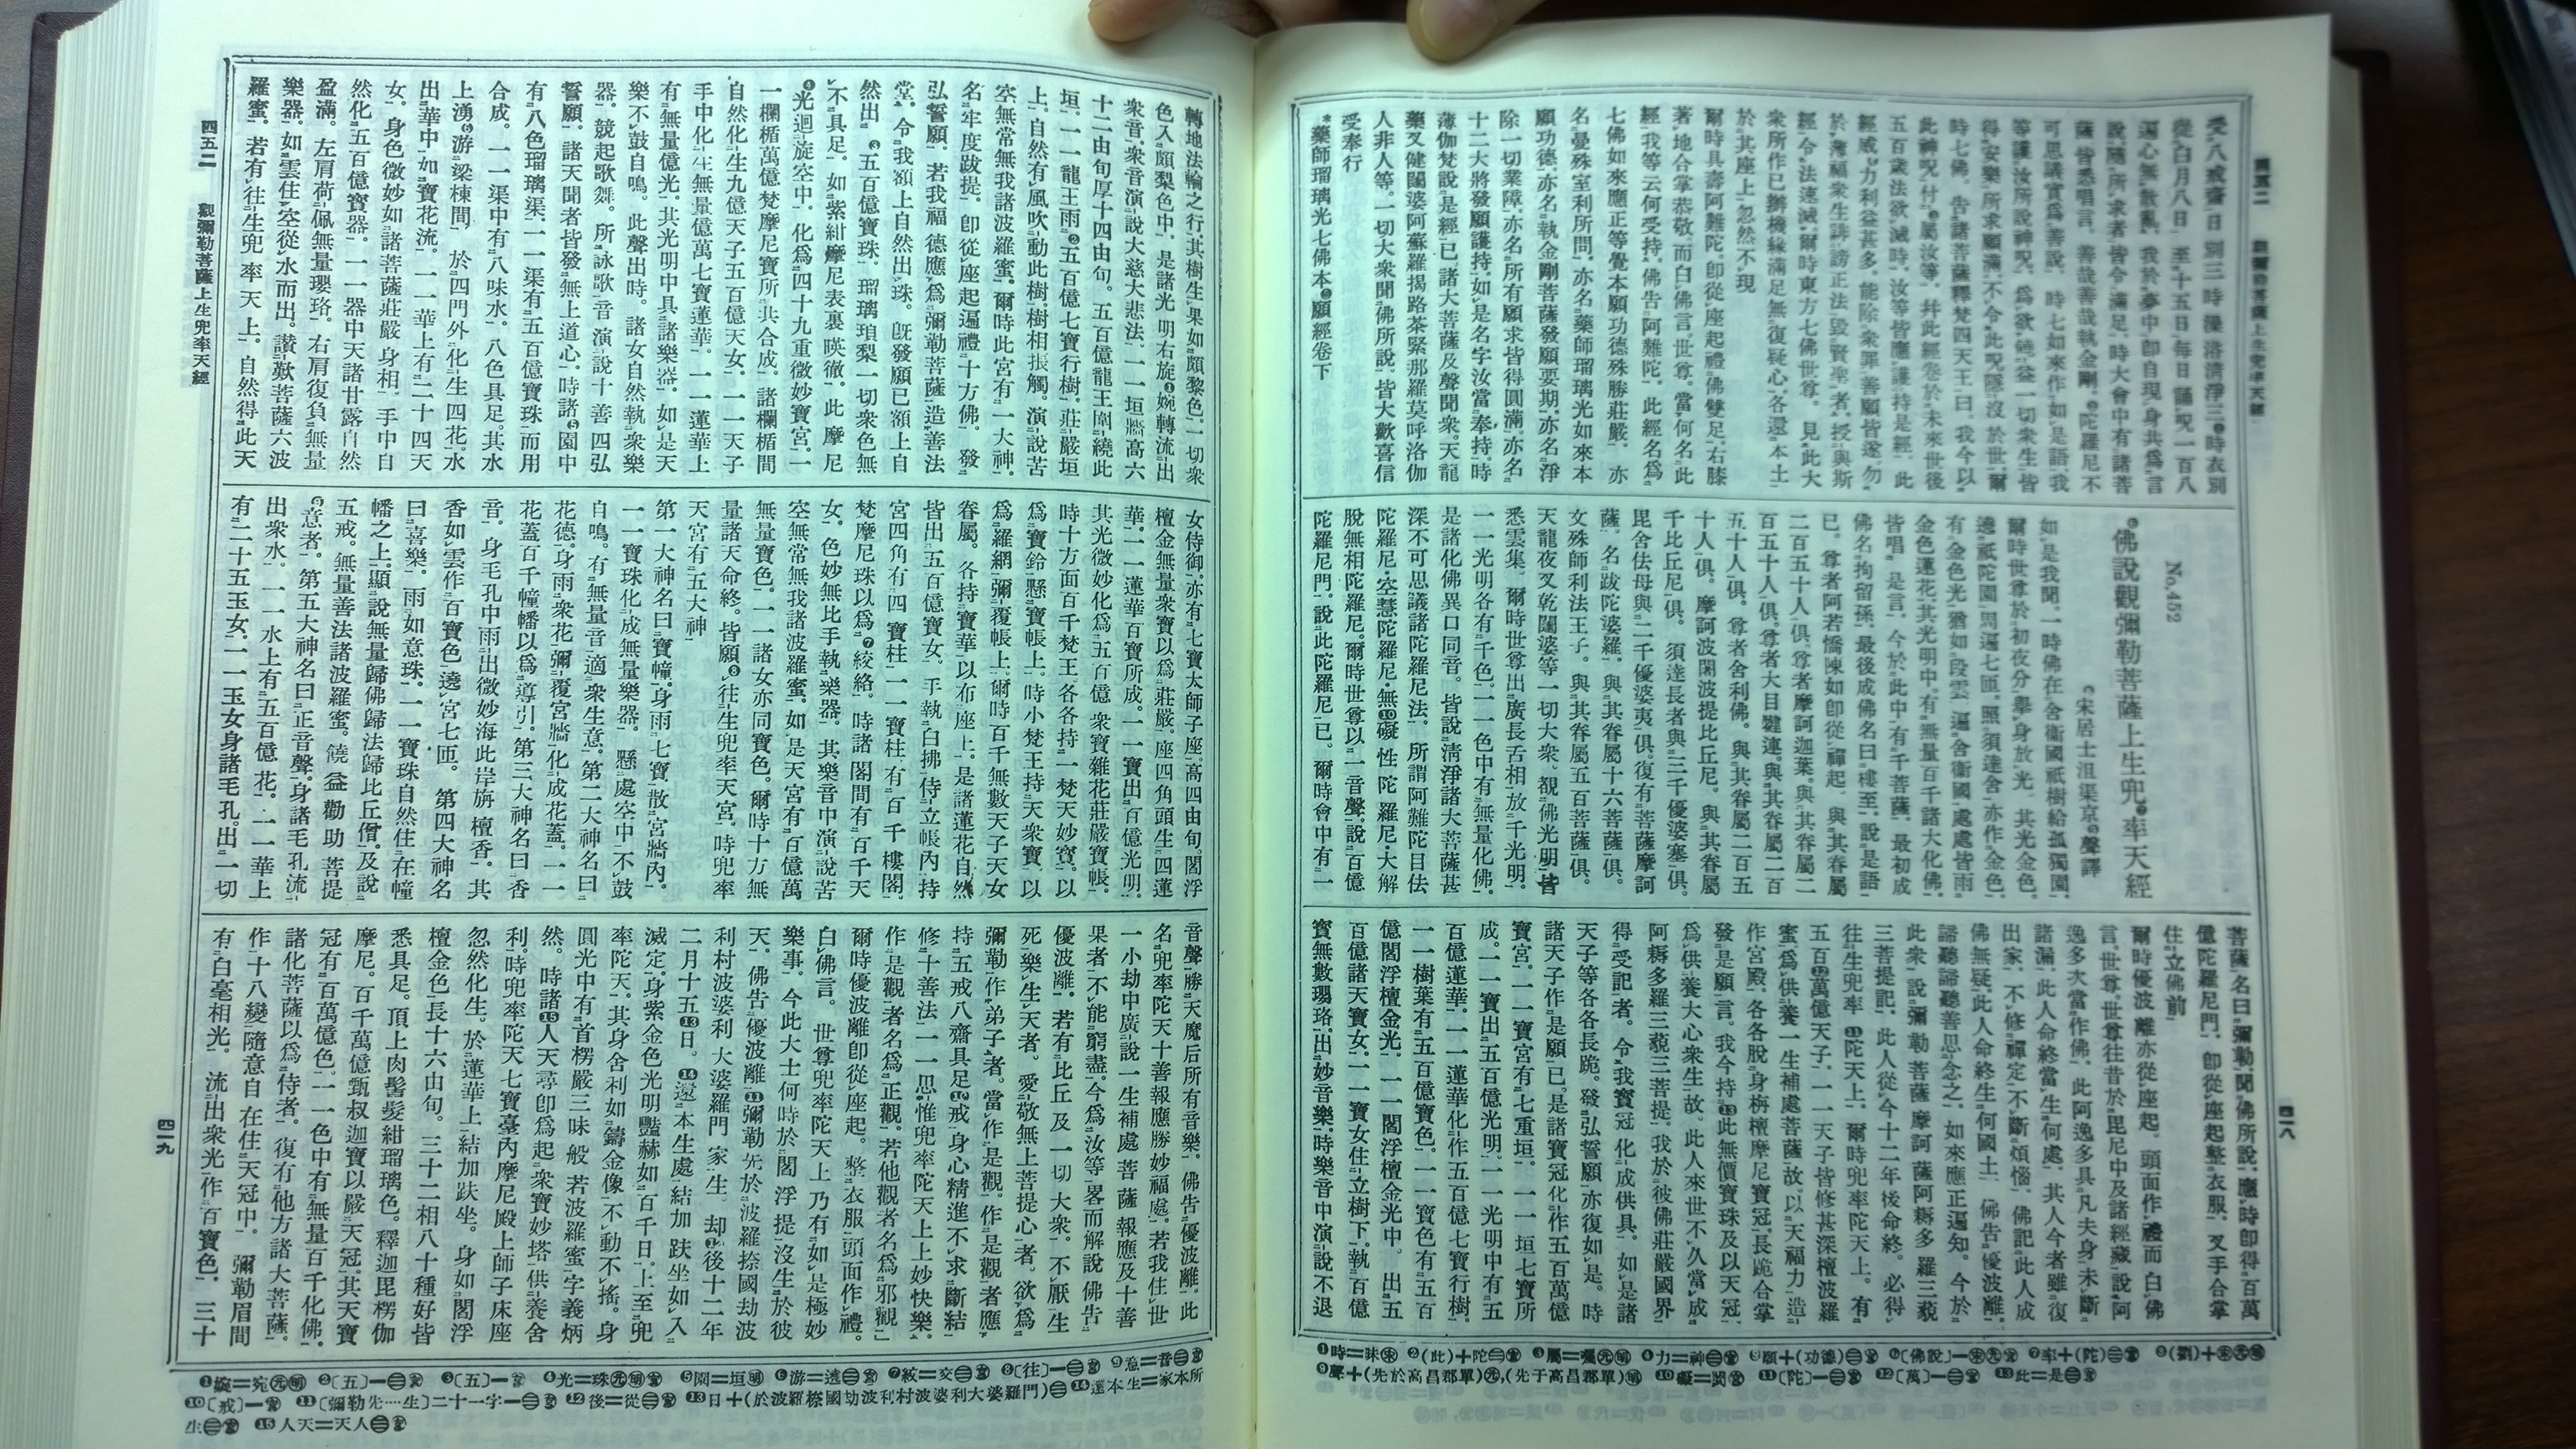 四五二 觀彌勒菩薩上生兜率天經
受八戒齋一日別三時澡浴清淨三❶時衣別
從白月八日至十五日每日誦呪一百八
遍心無散亂我於夢中即自現身共爲言
說隨所求者皆令滿足時大會中有諸菩
薩皆悉唱言善哉善哉執金剛❷陀羅尼不
可思議實爲善說時七如來作如是語我
等護汝所說神呪爲欲饒益一切衆生皆
得安樂所求願滿不令此呪隱沒於世爾
時七佛告諸菩薩釋梵四天王曰我今以
此神呪付❸屬汝等并此經卷於未來世後
五百歲法欲滅時汝等皆應護持是經此
經威❹力利益甚多能除衆罪善願皆遂勿
於薄福衆生誹謗正法毀賢聖者授與斯
經令法速滅爾時東方七佛世尊見此大
衆所作已辦機緣滿足無復疑心各還本土
於其座上忽然不現
爾時具壽阿難陀即從座起禮佛雙足右膝
著地合掌恭敬而白佛言世尊當何名此
經我等云何受持佛告阿難陀此經名爲
七佛如來應正等覺本願功德殊勝莊嚴亦
名曼殊室利所問亦名藥師瑠璃光如來本
願功德亦名執金剛菩薩發願要期亦名淨
除一切業障亦名所有願求皆得圓滿亦名
十二大將發願護持如是名字汝當奉持時
薄伽梵說是經已諸大菩薩及聲聞衆天龍
藥叉健闥婆阿蘇羅揭路茶緊那羅莫呼洛伽
人非人等一切大衆聞佛所說皆大歡喜信
受奉行
*藥師瑠璃光七佛本❺願經卷下
No. 452
❻佛說觀彌勒菩薩上生兜❼率天經
❽宋居士沮渠京❾聲譯
如是我聞一時佛在舍衛國祇樹給孤獨園
爾時世尊於初夜分擧身放光其光金色
遶祇陀園周遍七匝照須達舍亦作金色
有金色光猶如段雲遍舍衛國處處皆雨
金色蓮花其光明中有無量百千諸大化佛
皆唱是言今於此中有千菩薩最初成
佛名拘留孫最後成佛名曰樓至說是語
已尊者阿若憍陳如即從禪起與其眷屬
二百五十人俱尊者摩訶迦葉與其眷屬二
百五十人俱尊者大目犍連與其眷屬二百
五十人俱尊者舍利佛與其眷屬二百五
十人俱摩訶波闍波提比丘尼與其眷屬
千比丘尼俱須達長者與三千優婆塞俱
毘舍佉母與二千優婆夷俱復有菩薩摩訶
薩名跋陀婆羅與其眷屬十六菩薩俱
文殊師利法王子與其眷屬五百菩薩俱
天龍夜叉乾闥婆等一切大衆覩佛光明皆
悉雲集爾時世尊出廣長舌相放千光明
一一光明各有千色一一色中有無量化佛
是諸化佛異口同音皆說清淨諸大菩薩甚
深不可思議諸陀羅尼法所謂阿難陀目佉
陀羅尼・空慧陀羅尼・無❿礙性陀羅尼・大解
脫無相陀羅尼爾時世尊以一音聲說百億
陀羅尼門說此陀羅尼已爾時會中有一
菩薩名曰彌勒聞佛所說應時即得百萬
億陀羅尼門即從座起整衣服叉手合掌
住立佛前
爾時優波離亦從座起頭面作禮而白佛
言世尊世尊往昔於毘尼中及諸經藏說阿
逸多次當作佛此阿逸多具凡夫身未斷
諸漏此人命終當生何處其人今者雖復
出家不修禪定不斷煩惱佛記此人成
佛無疑此人命終生何國土佛告優波離
諦聽諦聽善思念之如來應正遍知今於
此衆說彌勒菩薩摩訶薩阿耨多羅三藐
三菩提記此人從今十二年後命終必得
往生兜率⓫陀天上爾時兜率陀天上有
五百⓬萬億天子一一天子皆修甚深檀波羅
蜜爲供養一生補處菩薩故以天福力造
作宮殿各各脫身栴檀摩尼寶冠長跪合掌
發是願言我今持⓭此無價寶珠及以天冠
爲供養大心衆生故此人來世不久當成
阿耨多羅三藐三菩提我於彼佛莊嚴國界
得受記者令我寶冠化成供具如是諸
天子等各各長跪發弘誓願亦復如是時
諸天子作是願已是諸寶冠化作五百萬億
寶宮一一寶宮有七重垣一一垣七寶所
成一一寶出五百億光明一一光明中有五
百億蓮華一一蓮華化作五百億七寶行樹
一一樹葉有五百億寶色一一寶色有五百
億閻浮檀金光一一閻浮檀金光中出五
百億諸天寶女一一寶女住立樹下執百億
寶無數瓔珞出妙音樂時樂音中演說不退
四一八
❶時＝昧㊅ ❷(此)＋陀 ❸屬＝囑 ❹力＝神 ❺願＋(功德) ❻〔佛說〕－ ❼率＋(陀) ❽(劉)＋宋
❾聲＋(先於高昌郡單)，(先于高昌郡單) ❿礙＝閡 ⓫〔陀〕－ ⓬〔萬〕－ ⓭此＝是
轉地法輪之行其樹生果如頗黎色一切衆
色入頗梨色中是諸光明右旋❶婉轉流出
衆音衆音演說大慈大悲法一一垣牆高六
十二由旬厚十四由旬五百億龍王圍繞此
垣一一龍王雨❷五百億七寶行樹莊嚴垣
上自然有風吹動此樹樹相振觸演說苦
空無常無我諸波羅蜜爾時此宮有一大神
名牢度跋提即從座起遍禮十方佛發
弘誓願若我福德應爲彌勒菩薩造善法
堂令我額上自然出珠既發願已額上自
然出❸五百億寶珠瑠璃頗梨一切衆色無
不具足如紫紺摩尼表裏暎徹此摩尼
❹光迴旋空中化爲四十九重微妙寶宮一
一欄楯萬億梵摩尼寶所共合成諸欄楯間
自然化生九億天子五百億天女一一天子
手中化生無量億萬七寶蓮華一一蓮華上
有無量億光其光明中具諸樂器如是天
樂不鼓自鳴此聲出時諸女自然執衆樂
器競起歌舞所詠歌音演說十善四弘
誓願諸天聞者皆發無上道心時諸❺園中
有八色瑠璃渠一一渠有五百億寶珠而用
合成一一渠中有八味水八色具足其水
上湧❻游梁棟間於四門外化生四花水
出華中如寶花流一一華上有二十四天
女身色微妙如諸菩薩莊嚴身相手中自
然化五百億寶器一一器中天諸甘露自然
盈滿左肩荷佩無量瓔珞右肩復負無量
樂器如雲住空從水而出讚歎菩薩六波
羅蜜若有往生兜率天上自然得此天
女侍御亦有七寶大師子座高四由旬閻浮
檀金無量衆寶以爲莊嚴座四角頭生四蓮
華一一蓮華百寶所成一一寶出百億光明
其光微妙化爲五百億衆寶雜花莊嚴寶帳
時十方面百千梵王各各持一梵天妙寶以
爲寶鈴懸寶帳上時小梵王持天衆寶以
爲羅網彌覆帳上爾時百千無數天子天女
眷屬各持寶華以布座上是諸蓮花自然
皆出五百億寶女手執白拂侍立帳內持
宮四角有四寶柱一一寶柱有百千樓閣
梵摩尼珠以爲❼絞絡時諸閣間有百千天
女色妙無比手執樂器其樂音中演說苦
空無常無我諸波羅蜜如是天宮有百億萬
無量寶色一一諸女亦同寶色爾時十方無
量諸天命終皆願❽往生兜率天宮時兜率
天宮有五大神
第一大神名曰寶幢身雨七寶散宮牆內
一一寶珠化成無量樂器懸處空中不鼓
自鳴有無量音適衆生意第二大神名曰
花德身雨衆花彌覆宮牆化成花蓋一一
花蓋百千幢幡以爲導引第三大神名曰香
音身毛孔中雨出微妙海此岸旃檀香其
香如雲作百寶色遶宮七匝第四大神名
曰喜樂雨如意珠一一寶珠自然住在幢
幡之上顯說無量歸佛歸法歸比丘僧及說
五戒無量善法諸波羅蜜饒益勸助菩提
❾意者第五大神名曰正音聲身諸毛孔流
出衆水一一水上有五百億花一一華上
有二十五玉女一一玉女身諸毛孔出一切
音聲勝天魔后所有音樂佛告優波離此
名兜率陀天十善報應勝妙福處若我住世
一小劫中廣說一生補處菩薩報應及十善
果者不能窮盡今爲汝等畧而解說佛告
優波離若有比丘及一切大衆不厭生
死樂生天者愛敬無上菩提心者欲爲
彌勒作弟子者當作是觀作是觀者應
持五戒八齋具足❿戒身心精進不求斷結
修十善法一一思惟兜率陀天上上妙快樂
作是觀者名爲正觀若他觀者名爲邪觀
爾時優波離即從座起整衣服頭面作禮
白佛言世尊兜率陀天上乃有如是極妙
樂事今此大士何時於閻浮提沒生於彼
天佛告優波離⓫彌勒先於波羅捺國劫波
利村波婆利大婆羅門家生却⓬後十二年
二月十五⓭日⓮還本生處結加趺坐如入
滅定身紫金色光明豔赫如百千日上至兜
率陀天其身舍利如鑄金像不動不搖身
圓光中有首楞嚴三昧般若波羅蜜字義炳
然時諸⓯人天尋即爲起衆寶妙塔供養舍
利時兜率陀天七寶臺內摩尼殿上師子床座
忽然化生於蓮華上結加趺坐身如閻浮
檀金色長十六由旬三十二相八十種好皆
悉具足頂上肉髻髮紺瑠璃色釋迦毘楞伽
摩尼百千萬億甄叔迦寶以嚴天冠其天寶
冠有百萬億色一一色中有無量百千化佛
諸化菩薩以爲侍者復有他方諸大菩薩
作十八變隨意自在住天冠中彌勒眉間
有白毫相光流出衆光作百寶色三十
四五二 觀彌勒菩薩上生兜率天經
四一九
❶婉＝宛 ❷〔五〕－ ❸〔五〕－ ❹光＝珠 ❺園＝垣 ❻游＝遶 ❼絞＝交 ❽〔往〕－ ❾意＝音
❿〔戒〕－ ⓫〔彌勒先…生〕二十一字－ ⓬後＝從 ⓭日＋(於波羅㮈國劫波利村波婆利大婆羅門) ⓮還本生＝家本所
生 ⓯人天＝天人